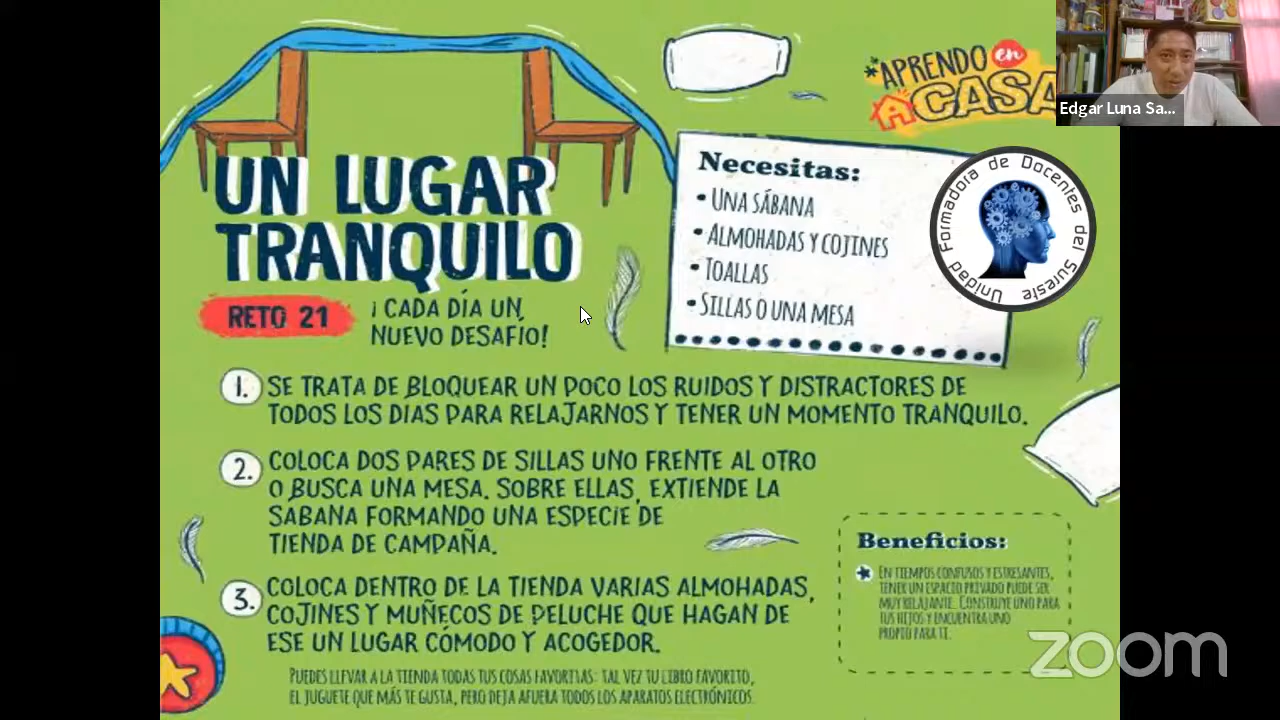 *APRENDO en
CASA
Edgar Luna Sa...
UN LUGAR
TRANQUILO
RETO 21
¡CADA DÍA UN
NUEVO DESAFÍO!
Necesitas:
• UNA SÁBANA
• ALMOHADAS Y COJINES
• TOALLAS
• SILLAS O UNA MESA
Unidad Formadora de Docentes del Sureste
1. SE TRATA DE BLOQUEAR UN POCO LOS RUIDOS Y DISTRACTORES DE
TODOS LOS DIAS PARA RELAJARNOS Y TENER UN MOMENTO TRANQUILO.
2. COLOCA DOS PARES DE SILLAS UNO FRENTE AL OTRO
O BUSCA UNA MESA. SOBRE ELLAS, EXTIENDE LA
SÁBANA FORMANDO UNA ESPECIE DE
TIENDA DE CAMPAÑA.
3. COLOCA DENTRO DE LA TIENDA VARIAS ALMOHADAS,
COJINES Y MUÑECOS DE PELUCHE QUE HAGAN DE
ESE UN LUGAR CÓMODO Y ACOGEDOR.
PUEDES LLEVAR A LA TIENDA TODAS TUS COSAS FAVORITAS: TAL VEZ TU LIBRO FAVORITO,
EL JUGUETE QUE MÁS TE GUSTA, PERO DEJA AFUERA TODOS LOS APARATOS ELECTRÓNICOS.
Beneficios:
EN TIEMPOS CONFUSOS Y ESTRESANTES,
TENER UN ESPACIO PRIVADO PUEDE SER
MUY RELAJANTE. CONSTRUYE UNO PARA
TUS HIJOS Y ENCUENTRA UNO
PROPIO PARA TI.
zoom